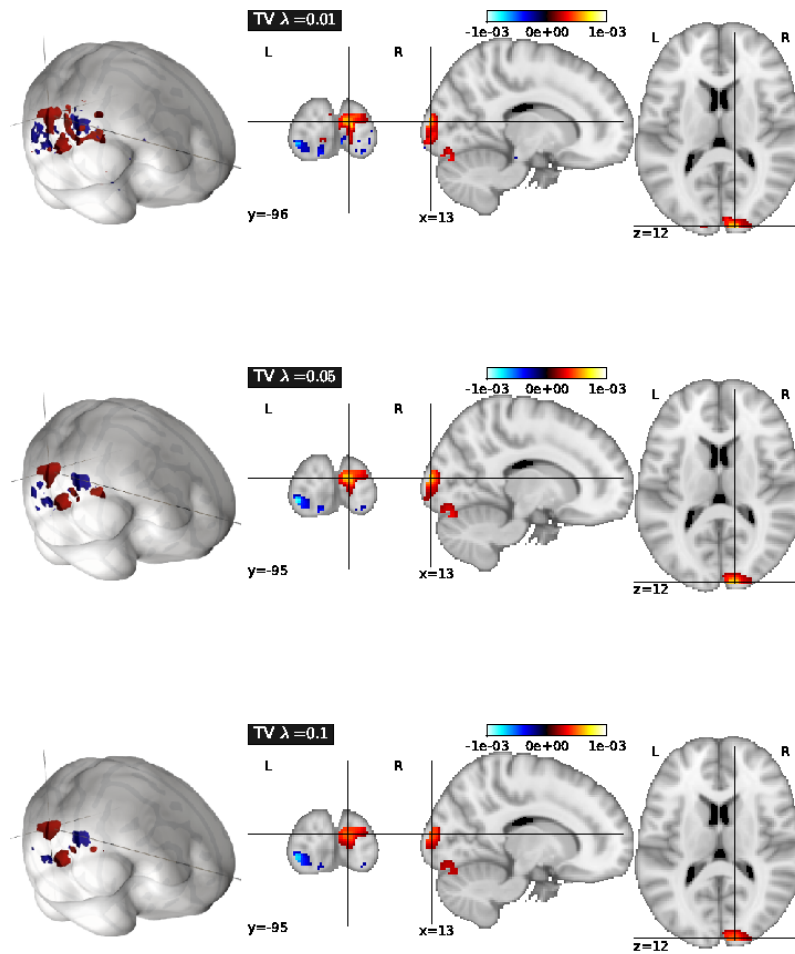 TV λ=0.01
-1e-03 0e+00 1e-03
L R L R
y=-96 x=13 z=12
TV λ=0.05
-1e-03 0e+00 1e-03
L R L R
y=-95 x=13 z=12
TV λ=0.1
-1e-03 0e+00 1e-03
L R L R
y=-95 x=13 z=12